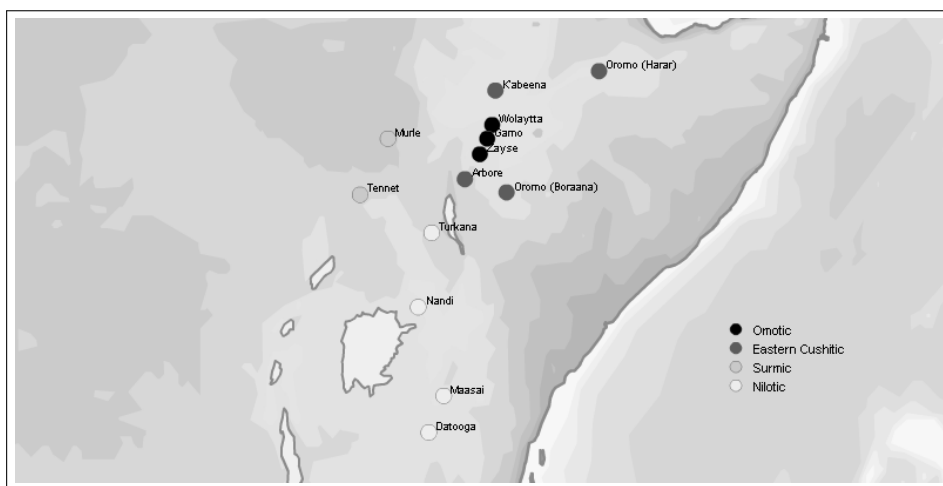 Oromo (Harar)
K'abeena
Wolaytta
Murle
Gamo
Zayse
Arbore
Tennet
Oromo (Boraana)
Turkana
Nandi
Omotic
Eastern Cushitic
Surmic
Nilotic
Maasai
Datooga